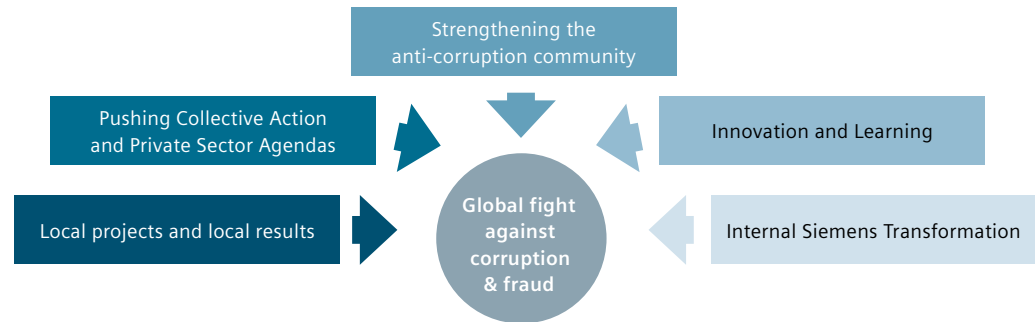 Strengthening the
anti-corruption community
Pushing Collective Action
and Private Sector Agendas
Innovation and Learning
Local projects and local results
Global fight
against
corruption
& fraud
Internal Siemens Transformation